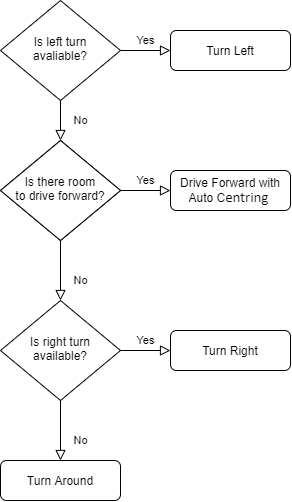 Is left turn
avaliable?
Yes
Turn Left
No
Is there room
to drive forward?
Yes
Drive Forward with
Auto Centring
No
Is right turn
available?
Yes
Turn Right
No
Turn Around